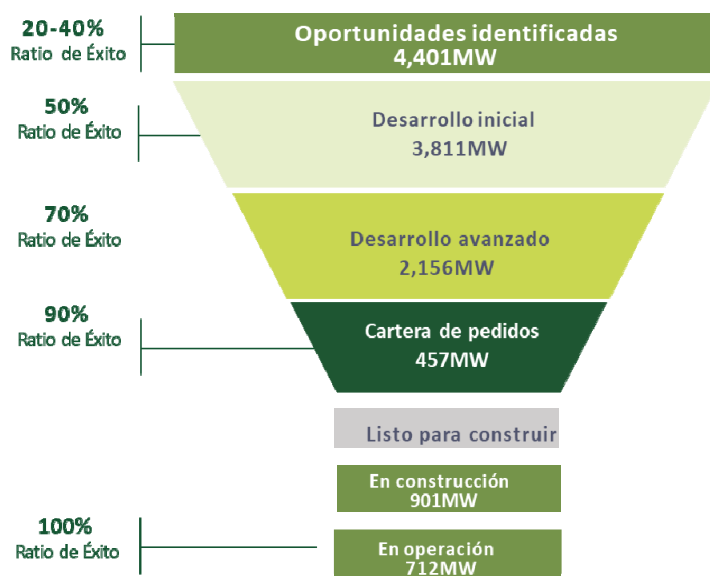 20-40%
Ratio de Éxito
Oportunidades identificadas
4,401MW
50%
Ratio de Éxito
Desarrollo inicial
3,811MW
70%
Ratio de Éxito
Desarrollo avanzado
2,156MW
90%
Ratio de Éxito
Cartera de pedidos
457MW
Listo para construir
En construcción
901MW
100%
Ratio de Éxito
En operación
712MW